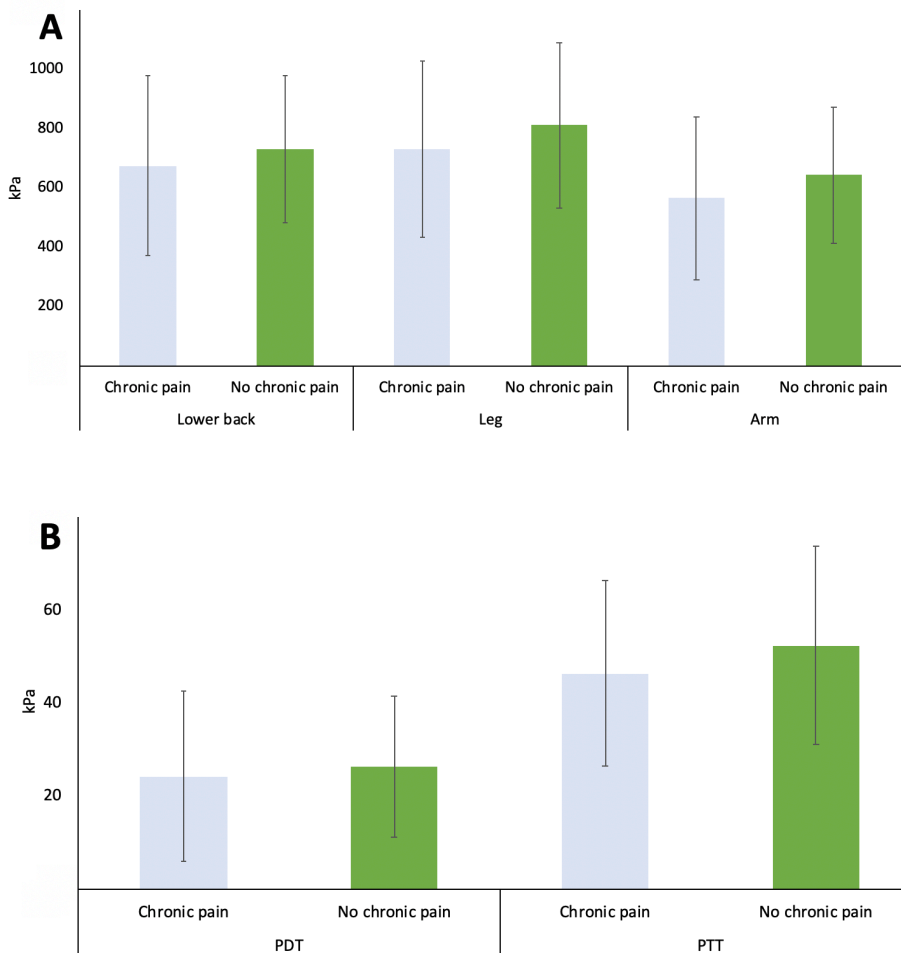 A
1000
800
600
400
200
kPa
Chronic pain No chronic pain Chronic pain No chronic pain Chronic pain No chronic pain
Lower back Leg Arm
B
60
40
20
kPa
Chronic pain No chronic pain Chronic pain No chronic pain
PDT PTT